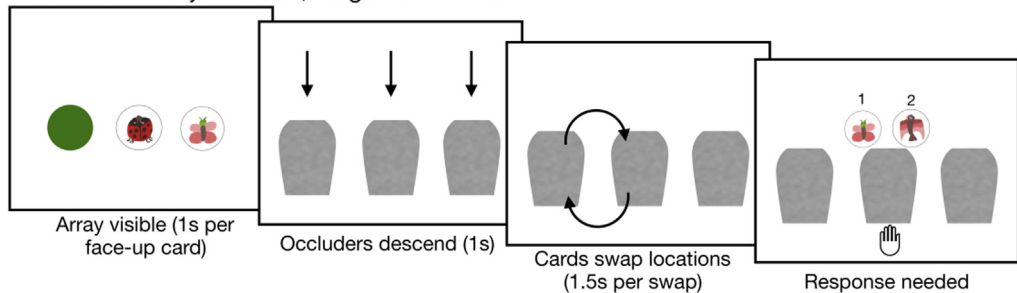 Array visible (1s per
face-up card)
Occluders descend (1s)
Cards swap locations
(1.5s per swap)
1 2
Response needed